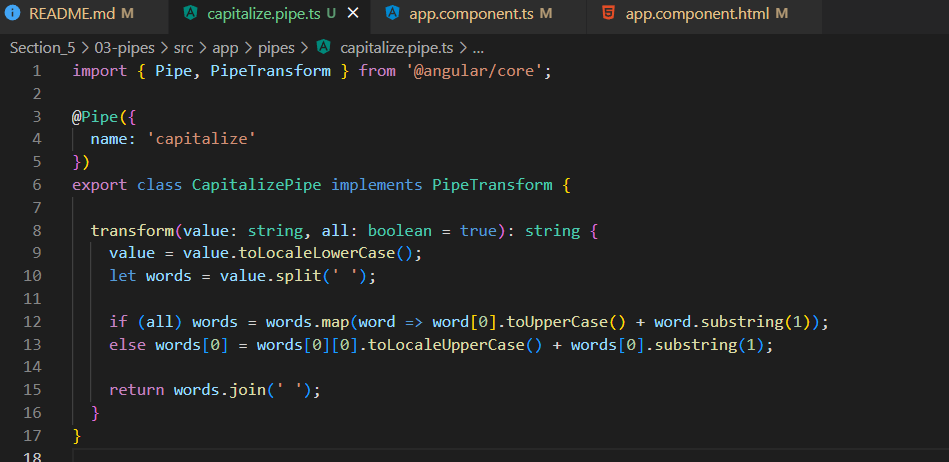 README.md M capitalize.pipe.ts U × app.component.ts M app.component.html M
Section_5 > 03-pipes > src > app > pipes > capitalize.pipe.ts > ...
1 import { Pipe, PipeTransform } from '@angular/core';
2
3 @Pipe({
4   name: 'capitalize'
5 })
6 export class CapitalizePipe implements PipeTransform {
7
8   transform(value: string, all: boolean = true): string {
9     value = value.toLocaleLowerCase();
10     let words = value.split(' ');
11
12     if (all) words = words.map(word => word[0].toUpperCase() + word.substring(1));
13     else words[0] = words[0][0].toLocaleUpperCase() + words[0].substring(1);
14
15     return words.join(' ');
16   }
17 }
18